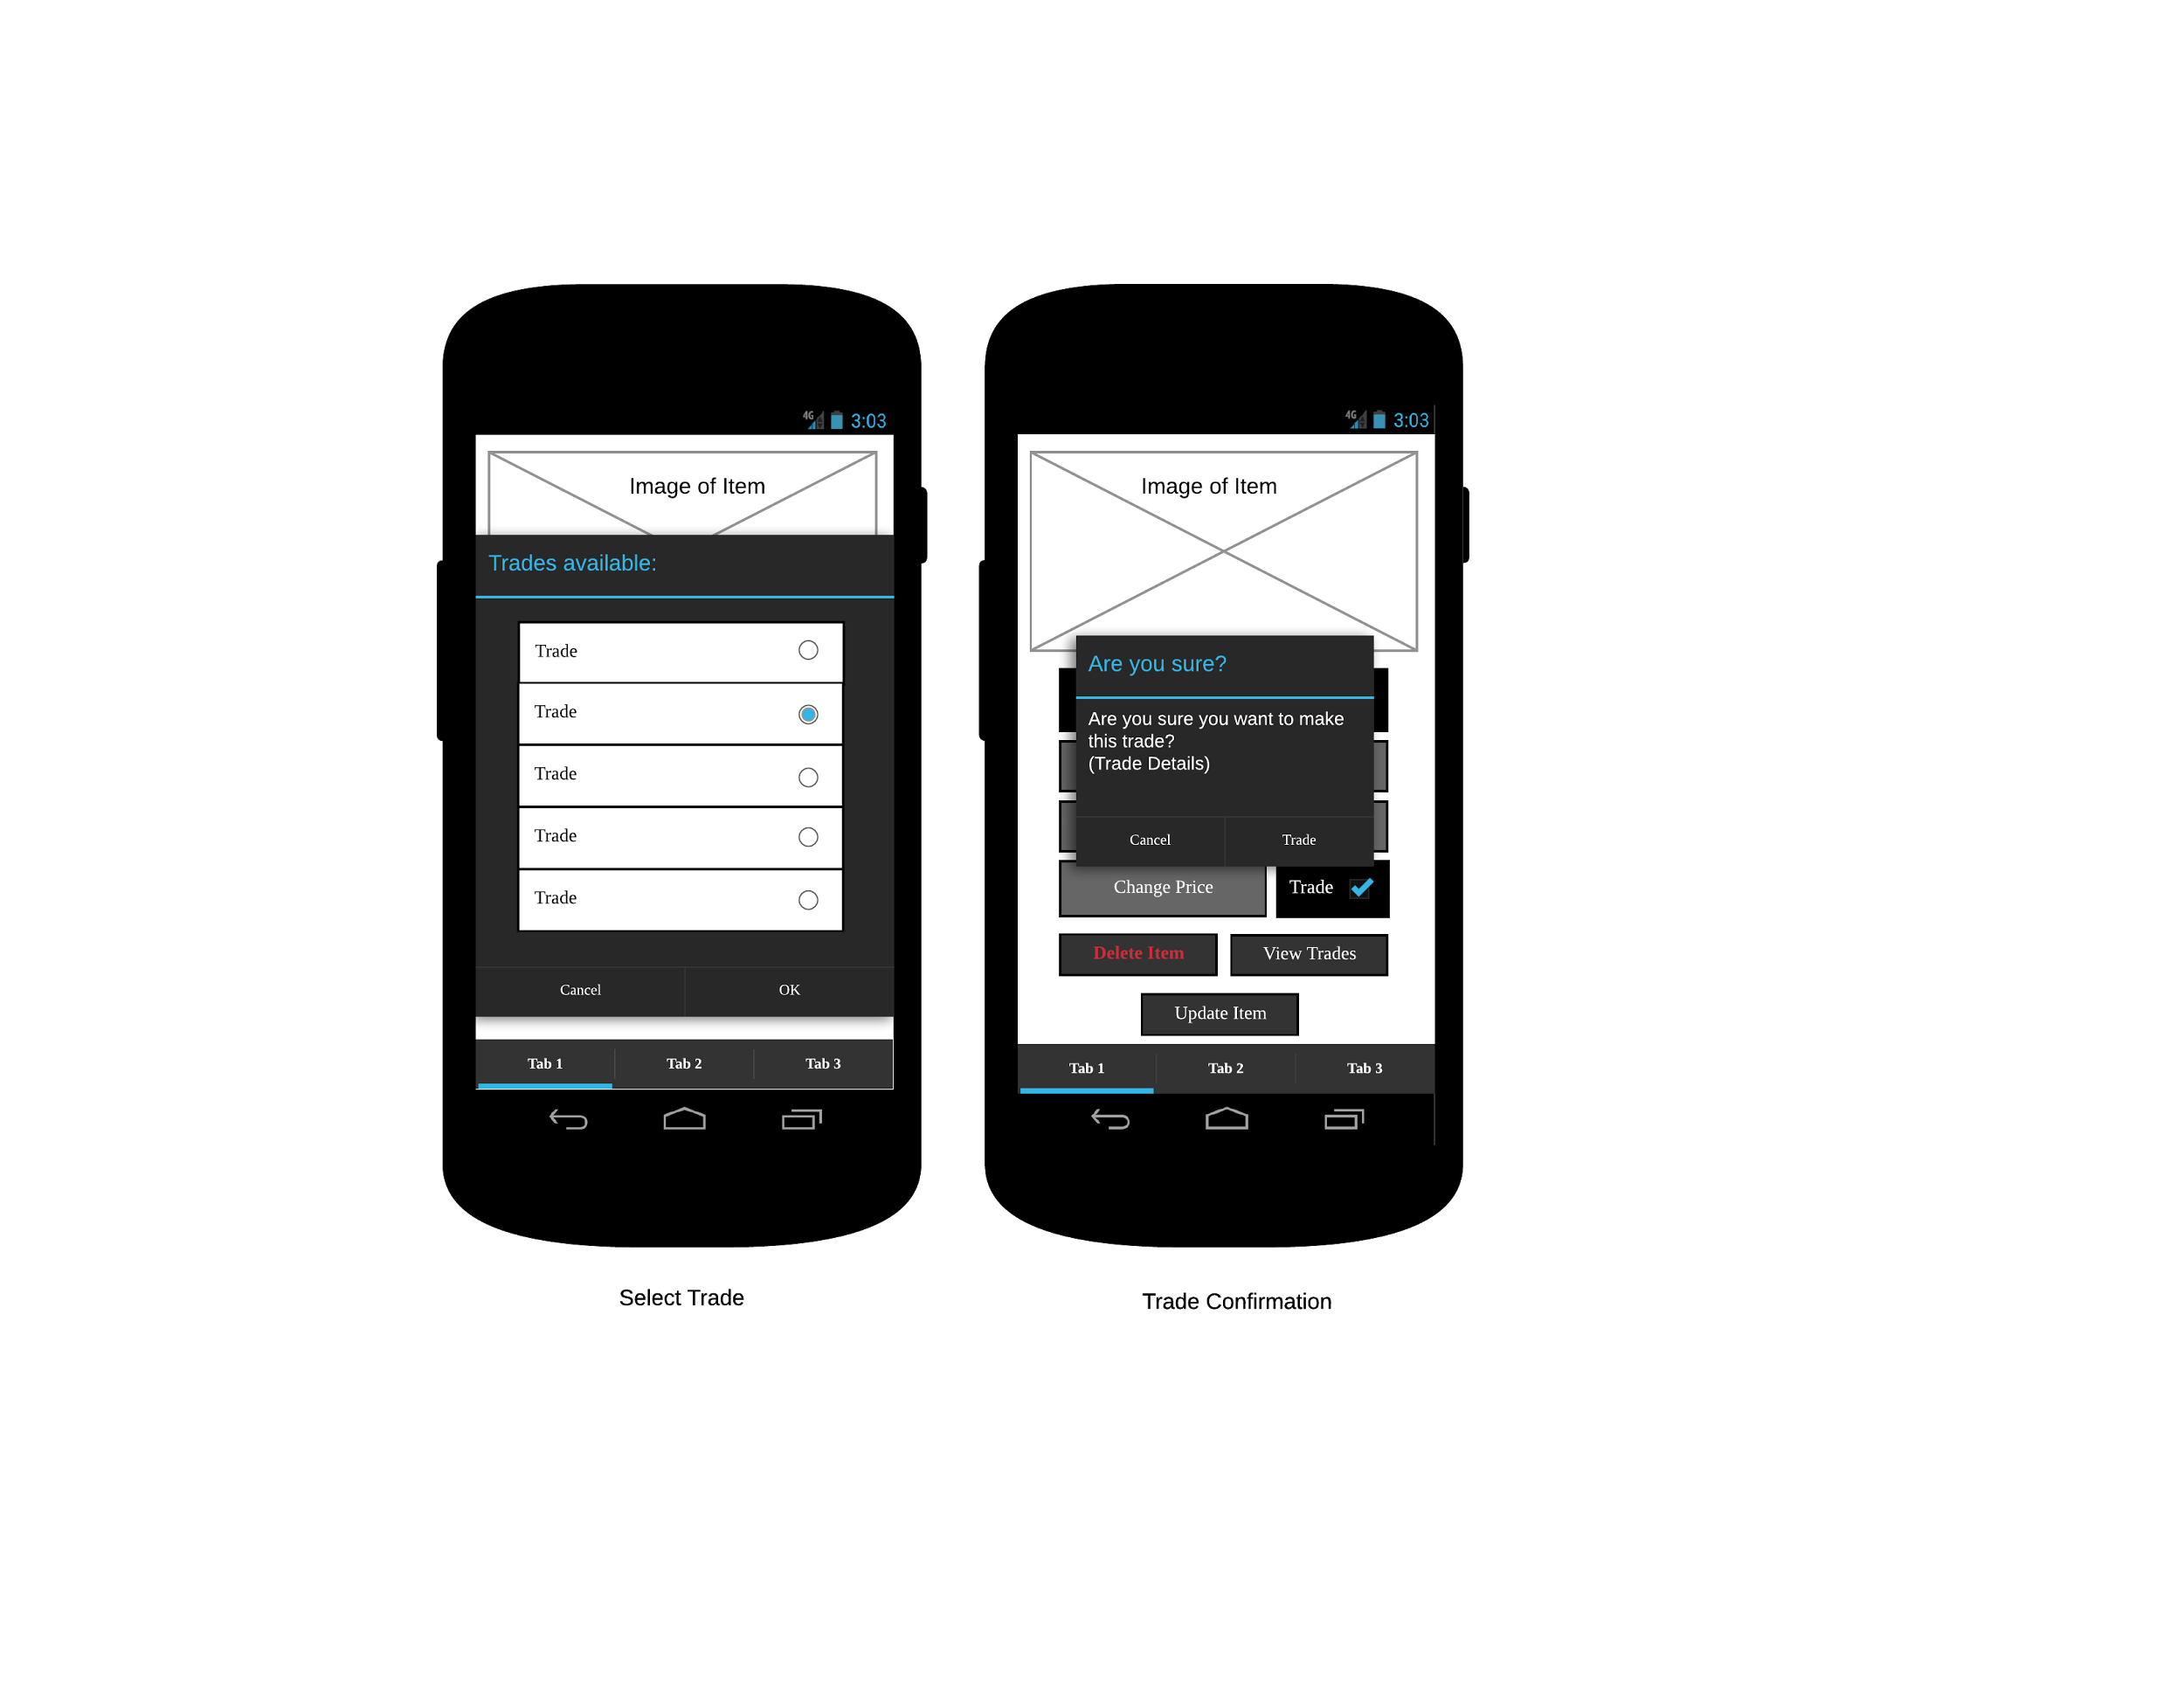 4G 3:03
Image of Item
Trades available:
Trade
Trade
Trade
Trade
Trade
Cancel OK
Tab 1 Tab 2 Tab 3
Select Trade
4G 3:03
Image of Item
Are you sure?
Are you sure you want to make
this trade?
(Trade Details)
Cancel Trade
Change Price Trade
Delete Item View Trades
Update Item
Tab 1 Tab 2 Tab 3
Trade Confirmation